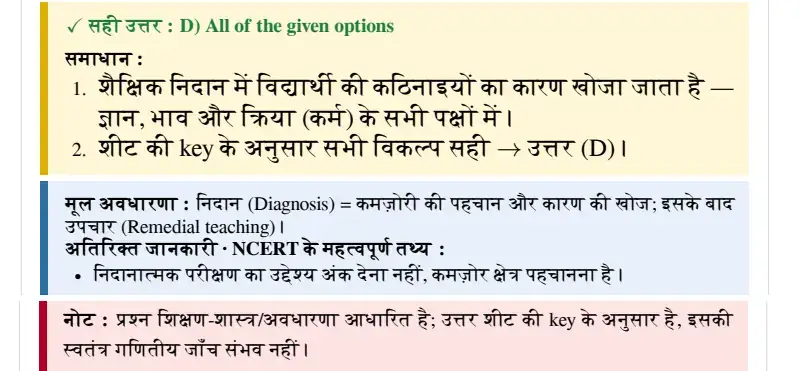 ✓ सही उत्तर : D) All of the given options
समाधान :
1. शैक्षिक निदान में विद्यार्थी की कठिनाइयों का कारण खोजा जाता है —
ज्ञान, भाव और क्रिया (कर्म) के सभी पक्षों में।
2. शीट की key के अनुसार सभी विकल्प सही → उत्तर (D)।
मूल अवधारणा : निदान (Diagnosis) = कमज़ोरी की पहचान और कारण की खोज; इसके बाद
उपचार (Remedial teaching)।
अतिरिक्त जानकारी · NCERT के महत्वपूर्ण तथ्य :
• निदानात्मक परीक्षण का उद्देश्य अंक देना नहीं, कमज़ोर क्षेत्र पहचानना है।
नोट : प्रश्न शिक्षण-शास्त्र/अवधारणा आधारित है; उत्तर शीट की key के अनुसार है, इसकी
स्वतंत्र गणितीय जाँच संभव नहीं।